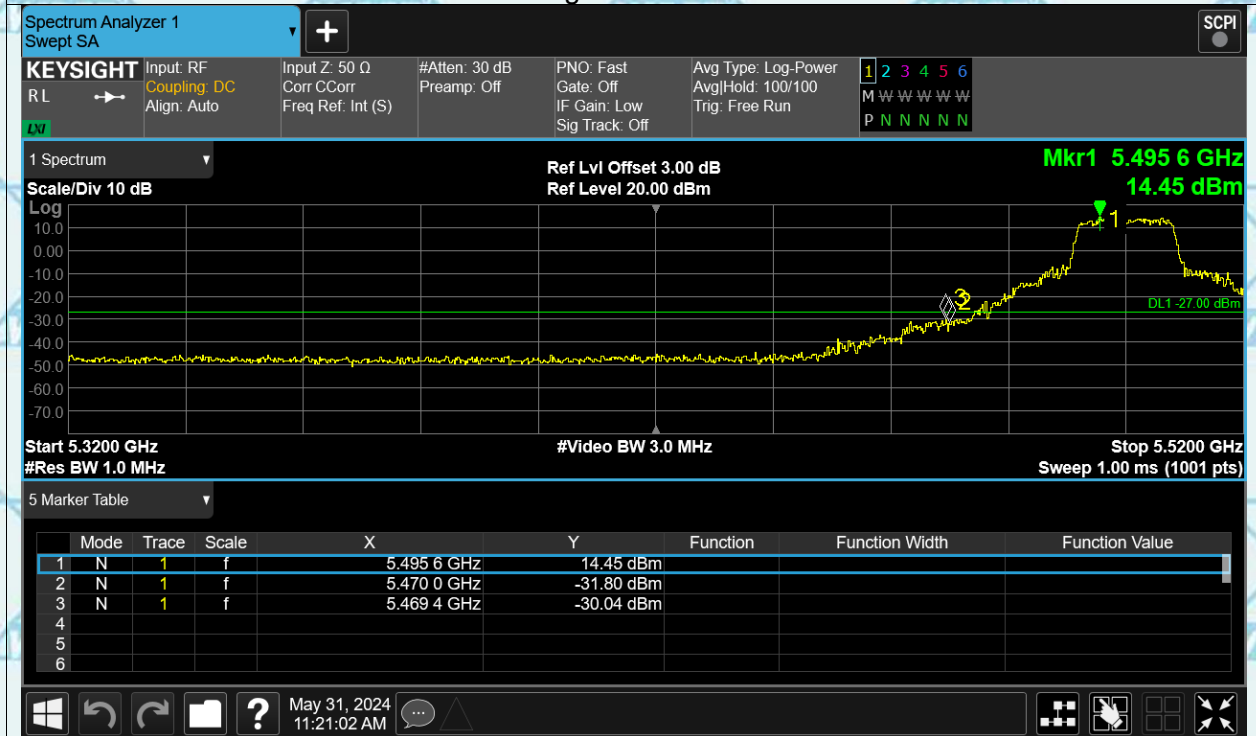 Spectrum Analyzer 1
Swept SA
+
SCPI
KEYSIGHT
R L
LXI
Input: RF
Coupling: DC
Align: Auto
Input Z: 50 Ω
Corr CCorr
Freq Ref: Int (S)
#Atten: 30 dB
Preamp: Off
PNO: Fast
Gate: Off
IF Gain: Low
Sig Track: Off
Avg Type: Log-Power
Avg|Hold: 100/100
Trig: Free Run
1 2 3 4 5 6
M W W W W W W
P N N N N N
1 Spectrum
Scale/Div 10 dB
Ref Lvl Offset 3.00 dB
Ref Level 20.00 dBm
Mkr1 5.495 6 GHz
14.45 dBm
Log
10.0
0.00
-10.0
-20.0
-30.0
-40.0
-50.0
-60.0
-70.0
1
3
2
DL1 -27.00 dBm
Start 5.3200 GHz
#Video BW 3.0 MHz
Stop 5.5200 GHz
#Res BW 1.0 MHz
Sweep 1.00 ms (1001 pts)
5 Marker Table
Mode Trace Scale X Y Function Function Width Function Value
1 N 1 f 5.495 6 GHz 14.45 dBm
2 N 1 f 5.470 0 GHz -31.80 dBm
3 N 1 f 5.469 4 GHz -30.04 dBm
4
5
6
?
May 31, 2024
11:21:02 AM